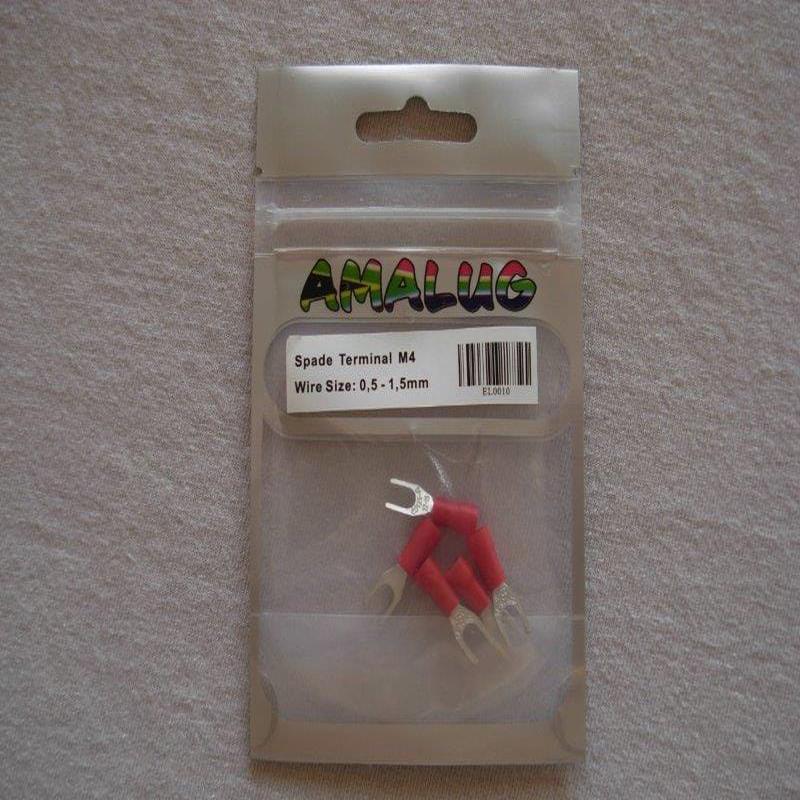 AMALUG
Spade Terminal M4
Wire Size: 0,5 - 1,5mm
EL0010